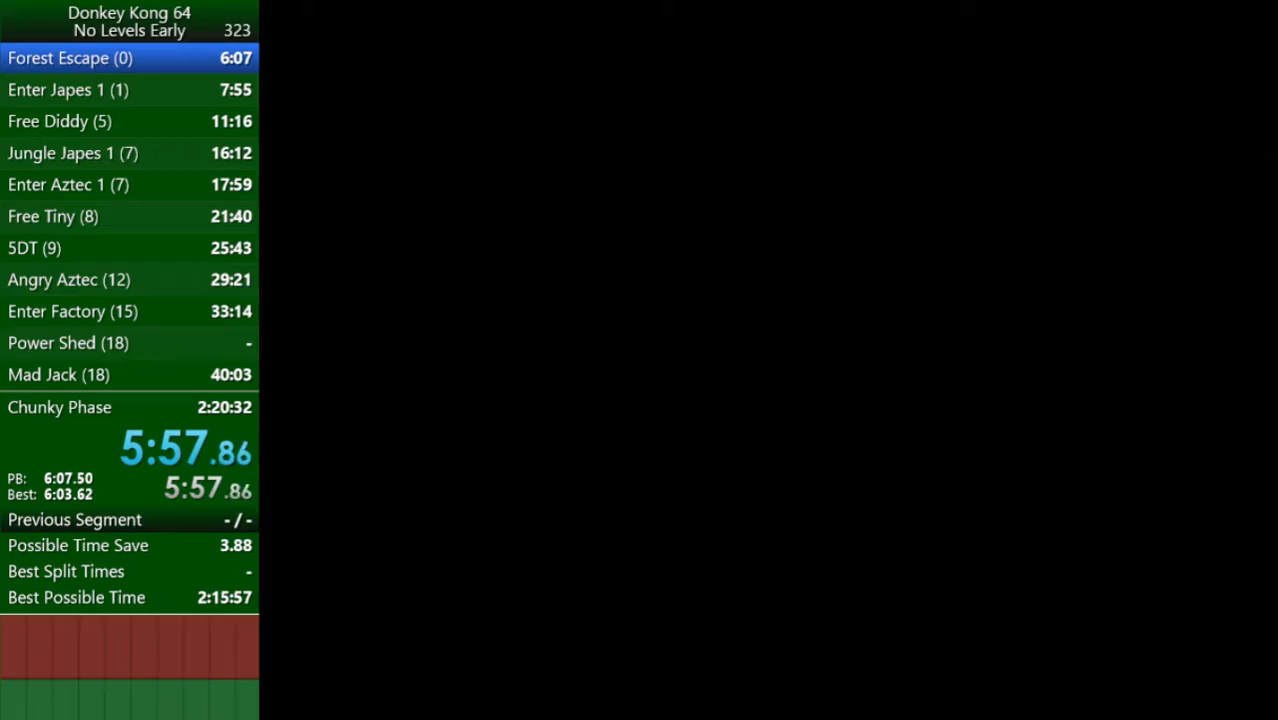 Donkey Kong 64
No Levels Early 323
Forest Escape (0) 6:07
Enter Japes 1 (1) 7:55
Free Diddy (5) 11:16
Jungle Japes 1 (7) 16:12
Enter Aztec 1 (7) 17:59
Free Tiny (8) 21:40
5DT (9) 25:43
Angry Aztec (12) 29:21
Enter Factory (15) 33:14
Power Shed (18) -
Mad Jack (18) 40:03
Chunky Phase 2:20:32
5:57.86
PB: 6:07.50
Best: 6:03.62 5:57.86
Previous Segment - / -
Possible Time Save 3.88
Best Split Times -
Best Possible Time 2:15:57